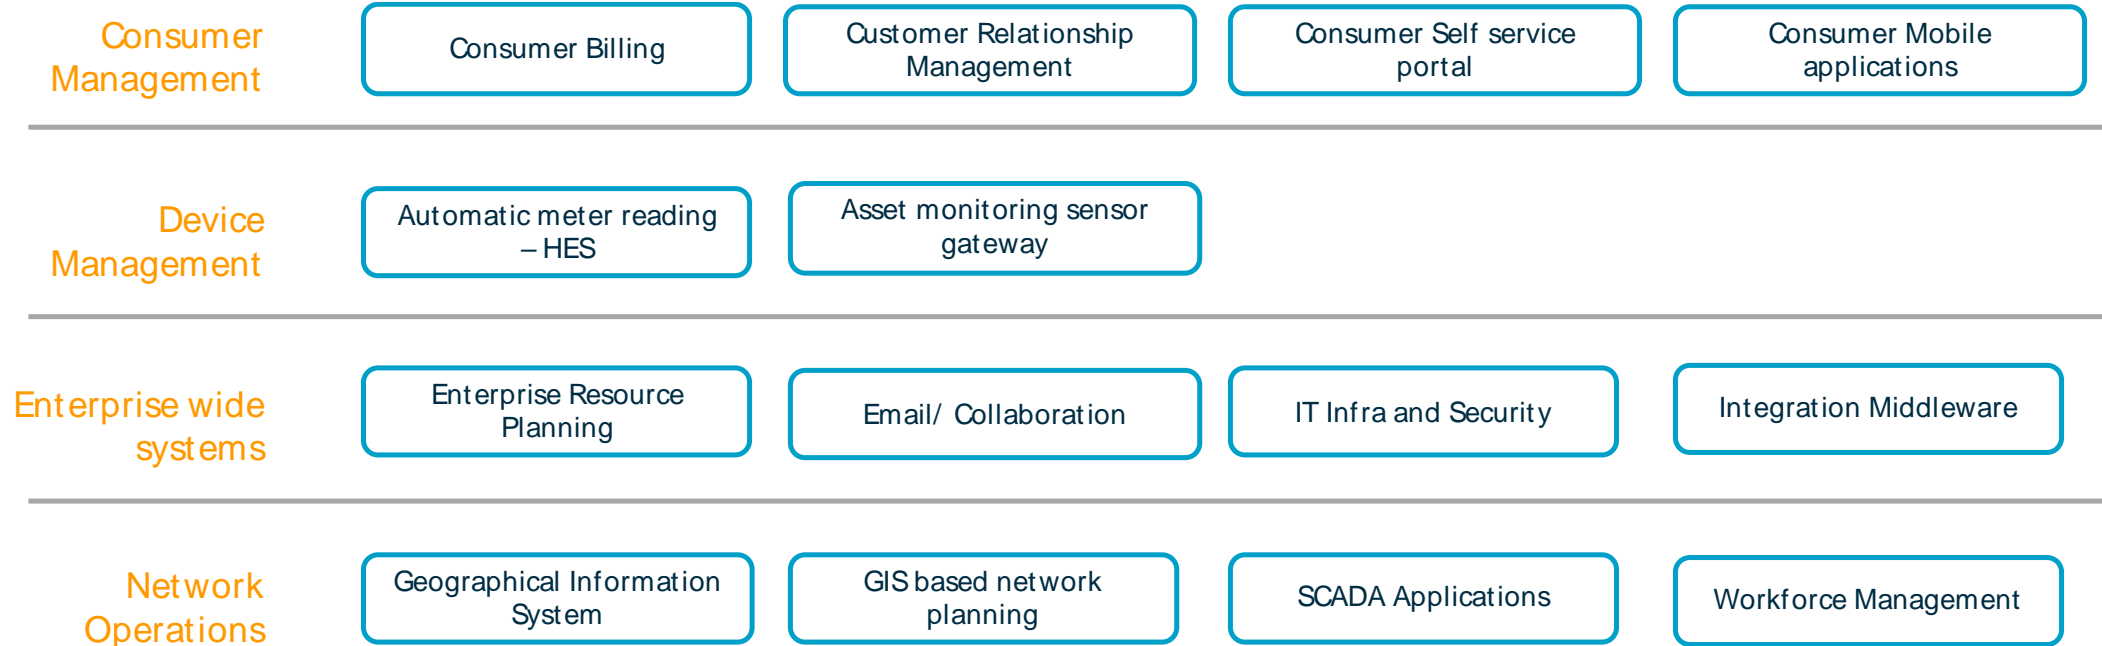 Consumer
Management
Consumer Billing
Customer Relationship
Management
Consumer Self service
portal
Consumer Mobile
applications
Device
Management
Automatic meter reading
– HES
Asset monitoring sensor
gateway
Enterprise wide
systems
Enterprise Resource
Planning
Email/ Collaboration
IT Infra and Security
Integration Middleware
Network
Operations
Geographical Information
System
GIS based network
planning
SCADA Applications
Workforce Management